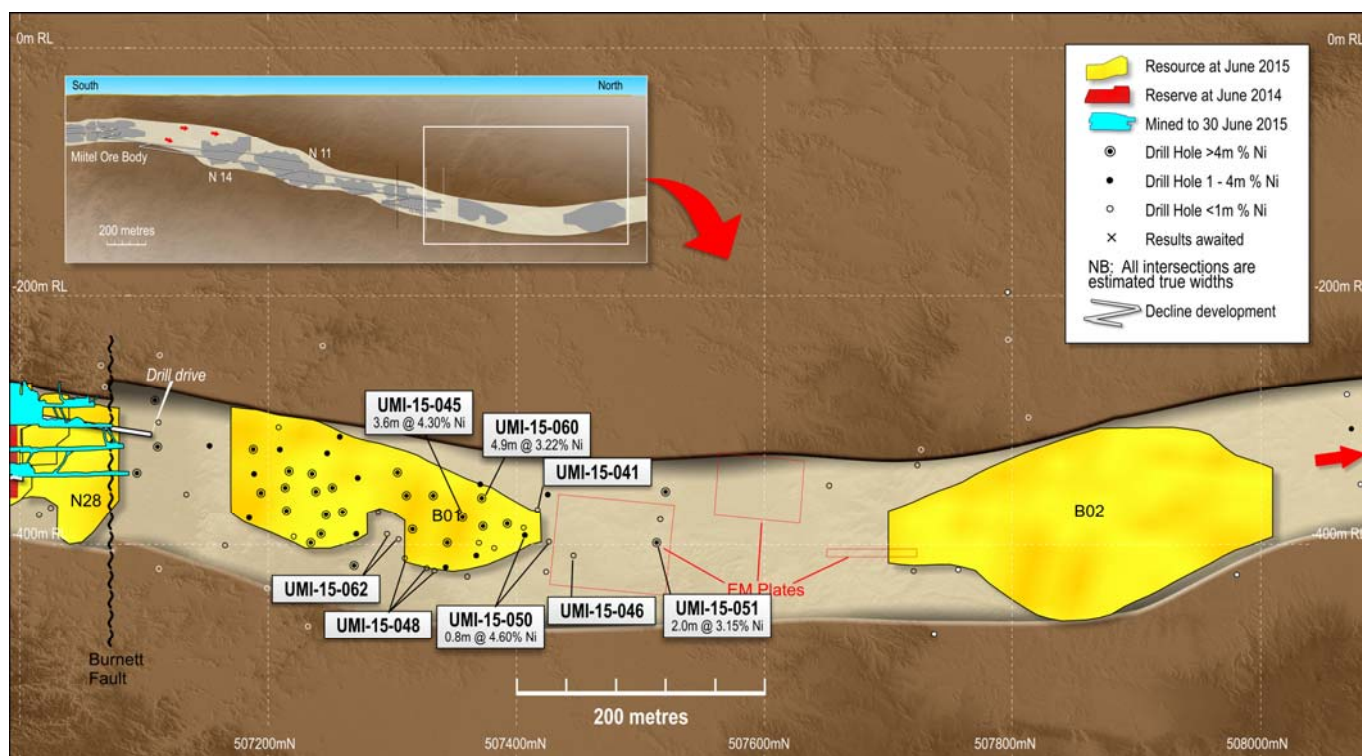 0m RL
0m RL
South
North
Miitel Ore Body
N 11
N 14
200 metres
Resource at June 2015
Reserve at June 2014
Mined to 30 June 2015
Drill Hole >4m % Ni
Drill Hole 1 - 4m % Ni
Drill Hole <1m % Ni
Results awaited
NB: All intersections are
estimated true widths
Decline development
-200m RL
-200m RL
Drill drive
UMI-15-045
3.6m @ 4.30% Ni
UMI-15-060
4.9m @ 3.22% Ni
UMI-15-041
N28
B01
B02
-400m RL
-400m RL
EM Plates
UMI-15-062
UMI-15-048
UMI-15-050
0.8m @ 4.60% Ni
UMI-15-046
UMI-15-051
2.0m @ 3.15% Ni
Burnett
Fault
200 metres
507200mN
507400mN
507600mN
507800mN
508000mN